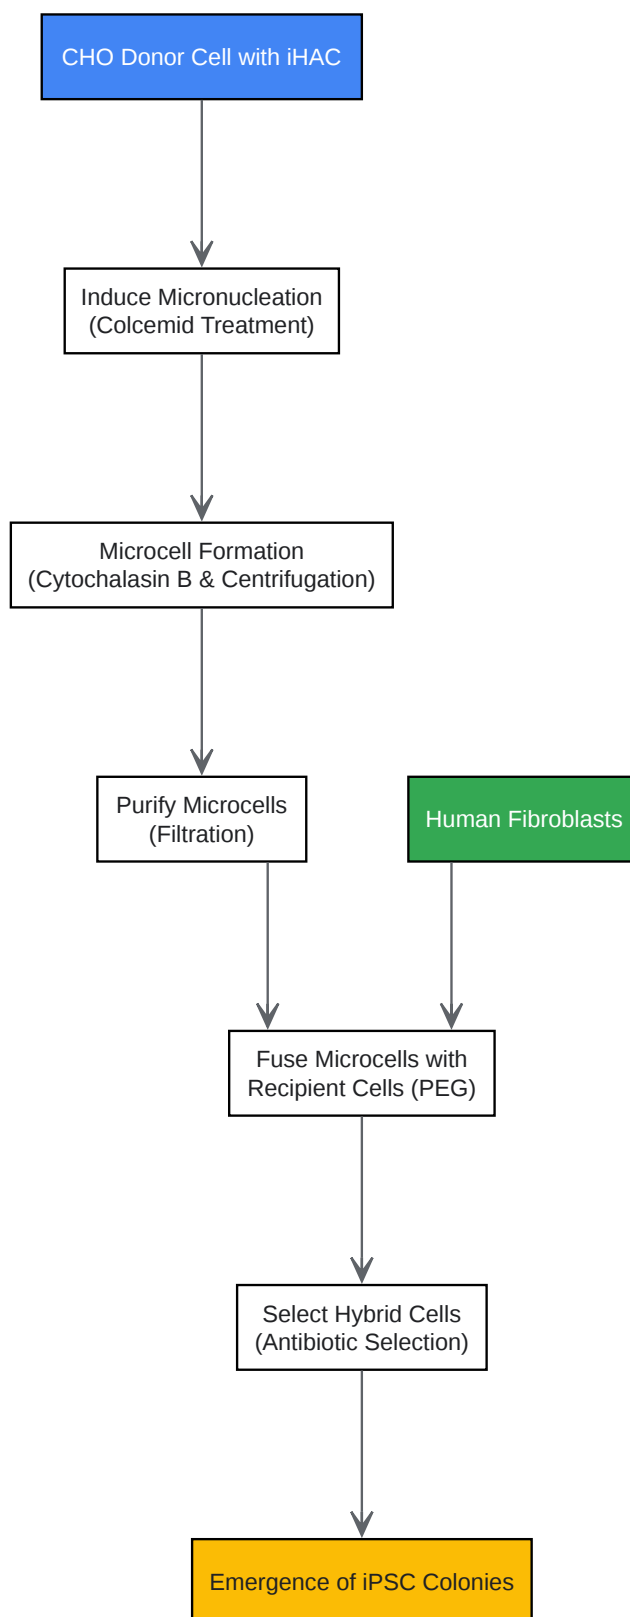 CHO Donor Cell with iHAC
Induce Micronucleation
(Colcemid Treatment)
Microcell Formation
(Cytochalasin B & Centrifugation)
Purify Microcells
(Filtration)
Human Fibroblasts
Fuse Microcells with
Recipient Cells (PEG)
Select Hybrid Cells
(Antibiotic Selection)
Emergence of iPSC Colonies